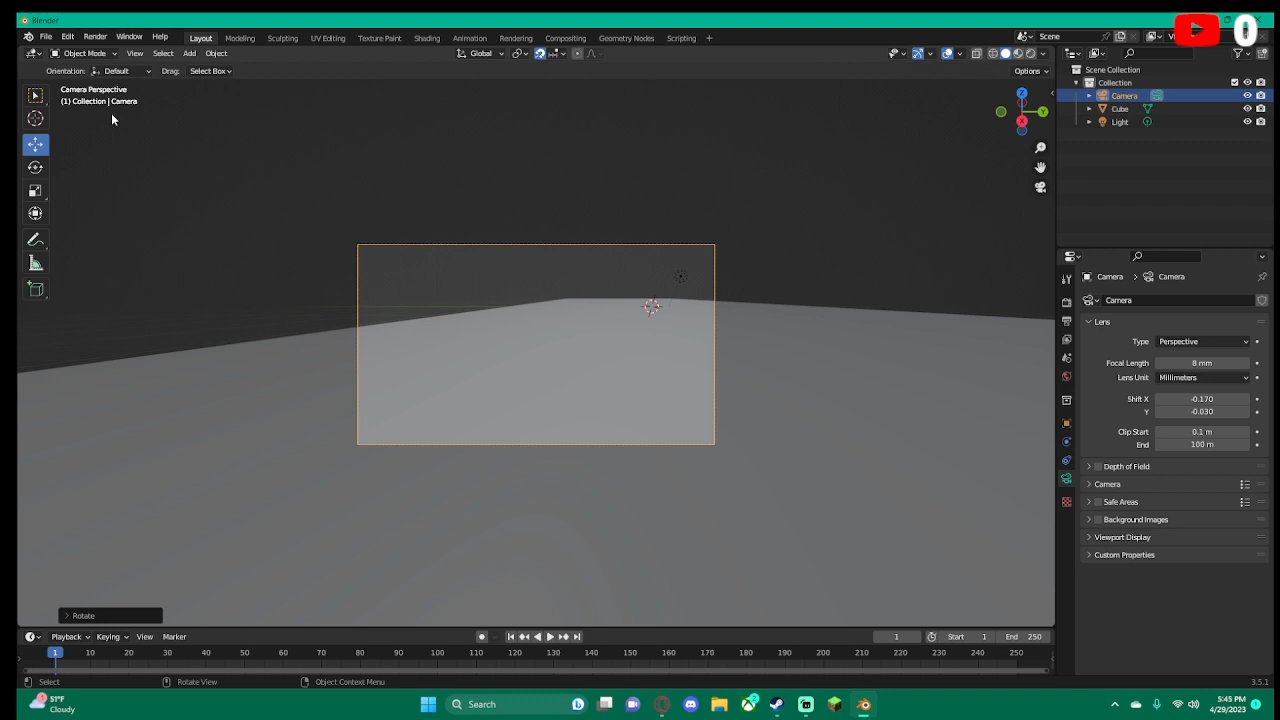 Blender
File Edit Render Window Help Layout Modeling Sculpting UV Editing Texture Paint Shading Animation Rendering Compositing Geometry Nodes Scripting + Scene
Object Mode View Select Add Object Global
Orientation: Default Drag: Select Box Options
Camera Perspective
(1) Collection | Camera
Z
Y
X
Rotate
Scene Collection
Collection
Camera
Cube
Light
Camera > Camera
Camera
Lens
Type Perspective
Focal Length 8 mm
Lens Unit Millimeters
Shift X -0.170
Y -0.030
Clip Start 0.1 m
End 100 m
Depth of Field
Camera
Safe Areas
Background Images
Viewport Display
Custom Properties
Playback Keying View Marker 1 Start 1 End 250
1 10 20 30 40 50 60 70 80 90 100 110 120 130 140 150 160 170 180 190 200 210 220 230 240 250
Select Rotate View Object Context Menu 3.5.1
51°F
Cloudy
Search
5:45 PM
4/29/2023